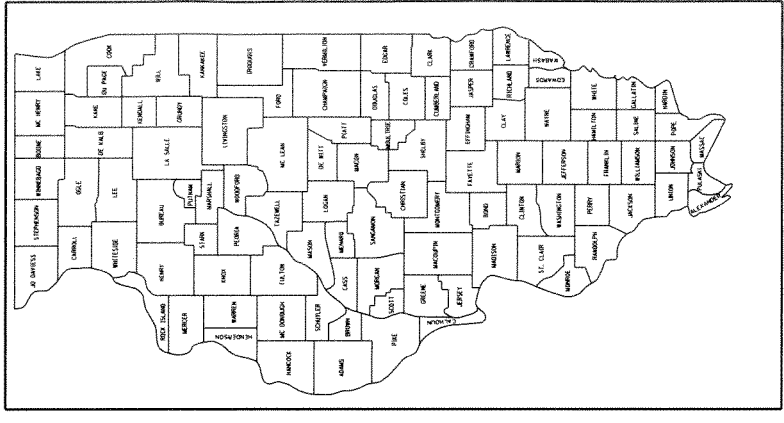 JO DAVIESS
STEPHENSON
WINNEBAGO
BOONE
MC HENRY
LAKE
CARROLL
OGLE
DE KALB
KANE
COOK
DU PAGE
WHITESIDE
LEE
KENDALL
WILL
ROCK ISLAND
HENRY
BUREAU
LA SALLE
GRUNDY
KANKAKEE
MERCER
STARK
PUTNAM
MARSHALL
LIVINGSTON
IROQUOIS
HENDERSON
WARREN
KNOX
PEORIA
WOODFORD
FORD
HANCOCK
MC DONOUGH
FULTON
TAZEWELL
MC LEAN
VERMILION
CHAMPAIGN
SCHUYLER
MASON
LOGAN
DE WITT
PIATT
ADAMS
BROWN
CASS
MENARD
MACON
MOULTRIE
DOUGLAS
EDGAR
COLES
PIKE
SCOTT
MORGAN
SANGAMON
CHRISTIAN
SHELBY
CUMBERLAND
CLARK
CALHOUN
GREENE
JERSEY
MACOUPIN
MONTGOMERY
FAYETTE
EFFINGHAM
JASPER
CRAWFORD
MADISON
BOND
CLAY
RICHLAND
LAWRENCE
CLINTON
MARION
WAYNE
EDWARDS
WABASH
ST. CLAIR
MONROE
WASHINGTON
JEFFERSON
RANDOLPH
PERRY
FRANKLIN
HAMILTON
WHITE
JACKSON
WILLIAMSON
SALINE
GALLATIN
UNION
JOHNSON
POPE
HARDIN
ALEXANDER
PULASKI
MASSAC